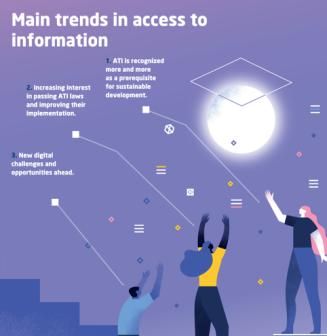 Main trends in access to
information
1. ATI is recognized
more and more
as a prerequisite
for sustainable
development.
2. Increasing interest
in passing ATI laws
and improving their
implementation.
3. New digital
challenges and
opportunities ahead.